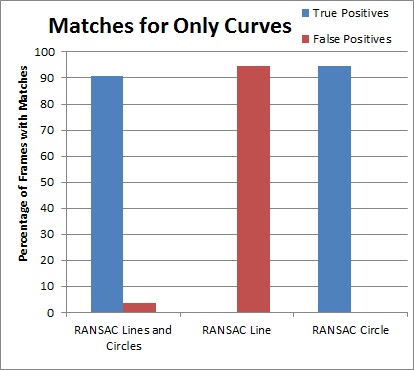 Matches for Only Curves
True Positives
False Positives
Percentage of Frames with Matches
100
90
80
70
60
50
40
30
20
10
0
RANSAC Lines and
Circles
RANSAC Line
RANSAC Circle